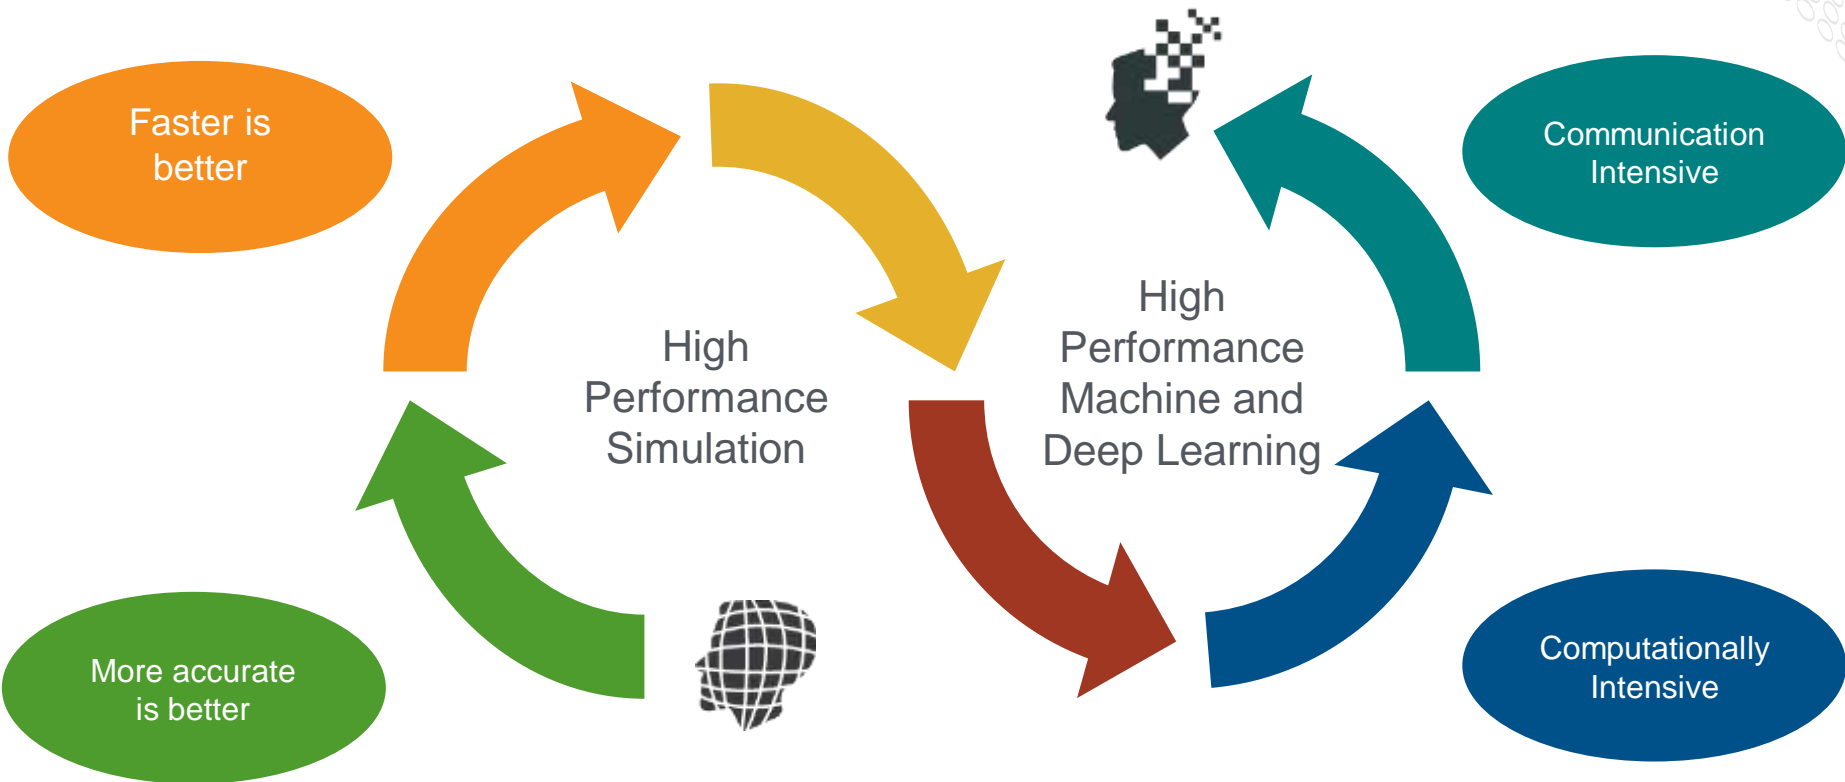 Faster is
better
Communication
Intensive
High
Performance
Simulation
High
Performance
Machine and
Deep Learning
More accurate
is better
Computationally
Intensive